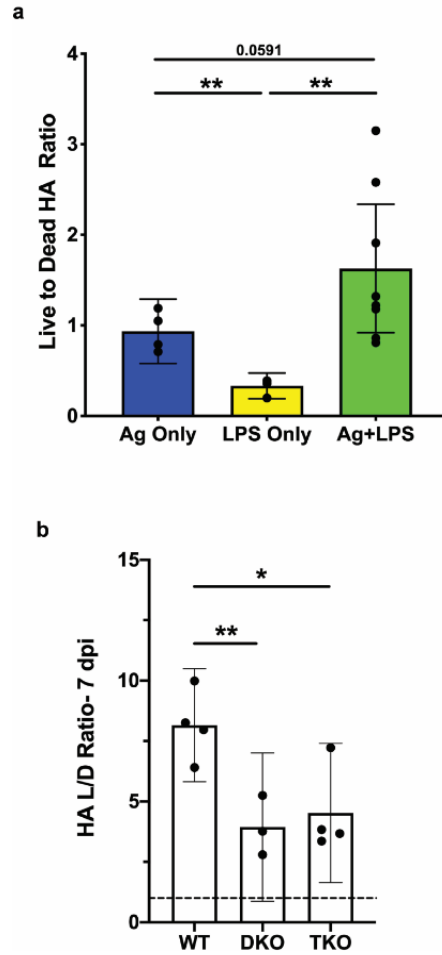 a
0.0591
** **
Live to Dead HA Ratio
4
3
2
1
0
Ag Only LPS Only Ag+LPS
b
*
**
HA L/D Ratio- 7 dpi
15
10
5
0
WT DKO TKO